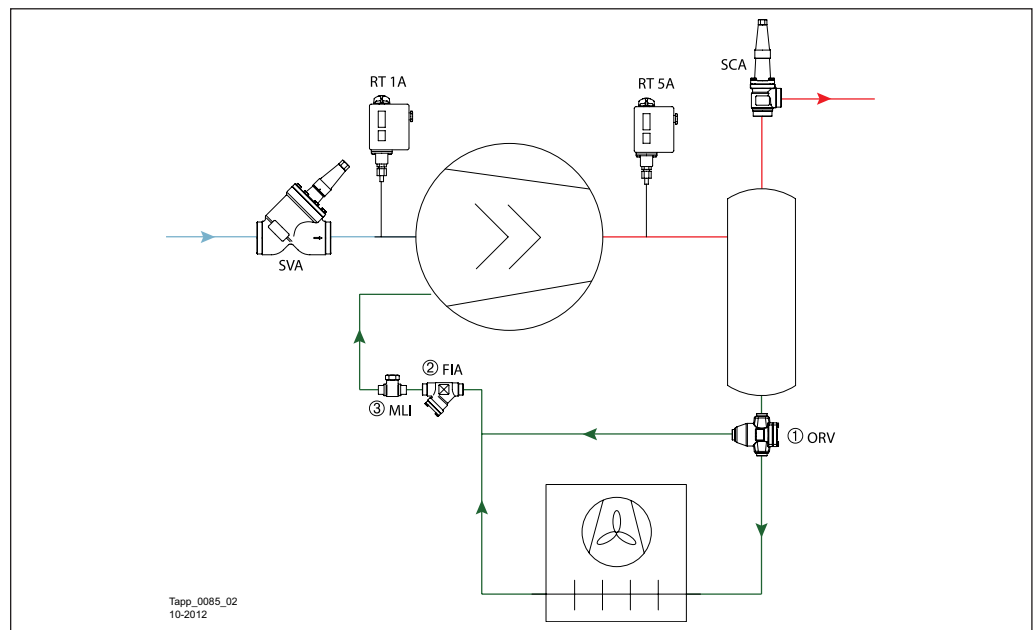 SCA
RT 1A
RT 5A
SVA
② FIA
③ MLI
① ORV
Tapp_0085_02
10-2012